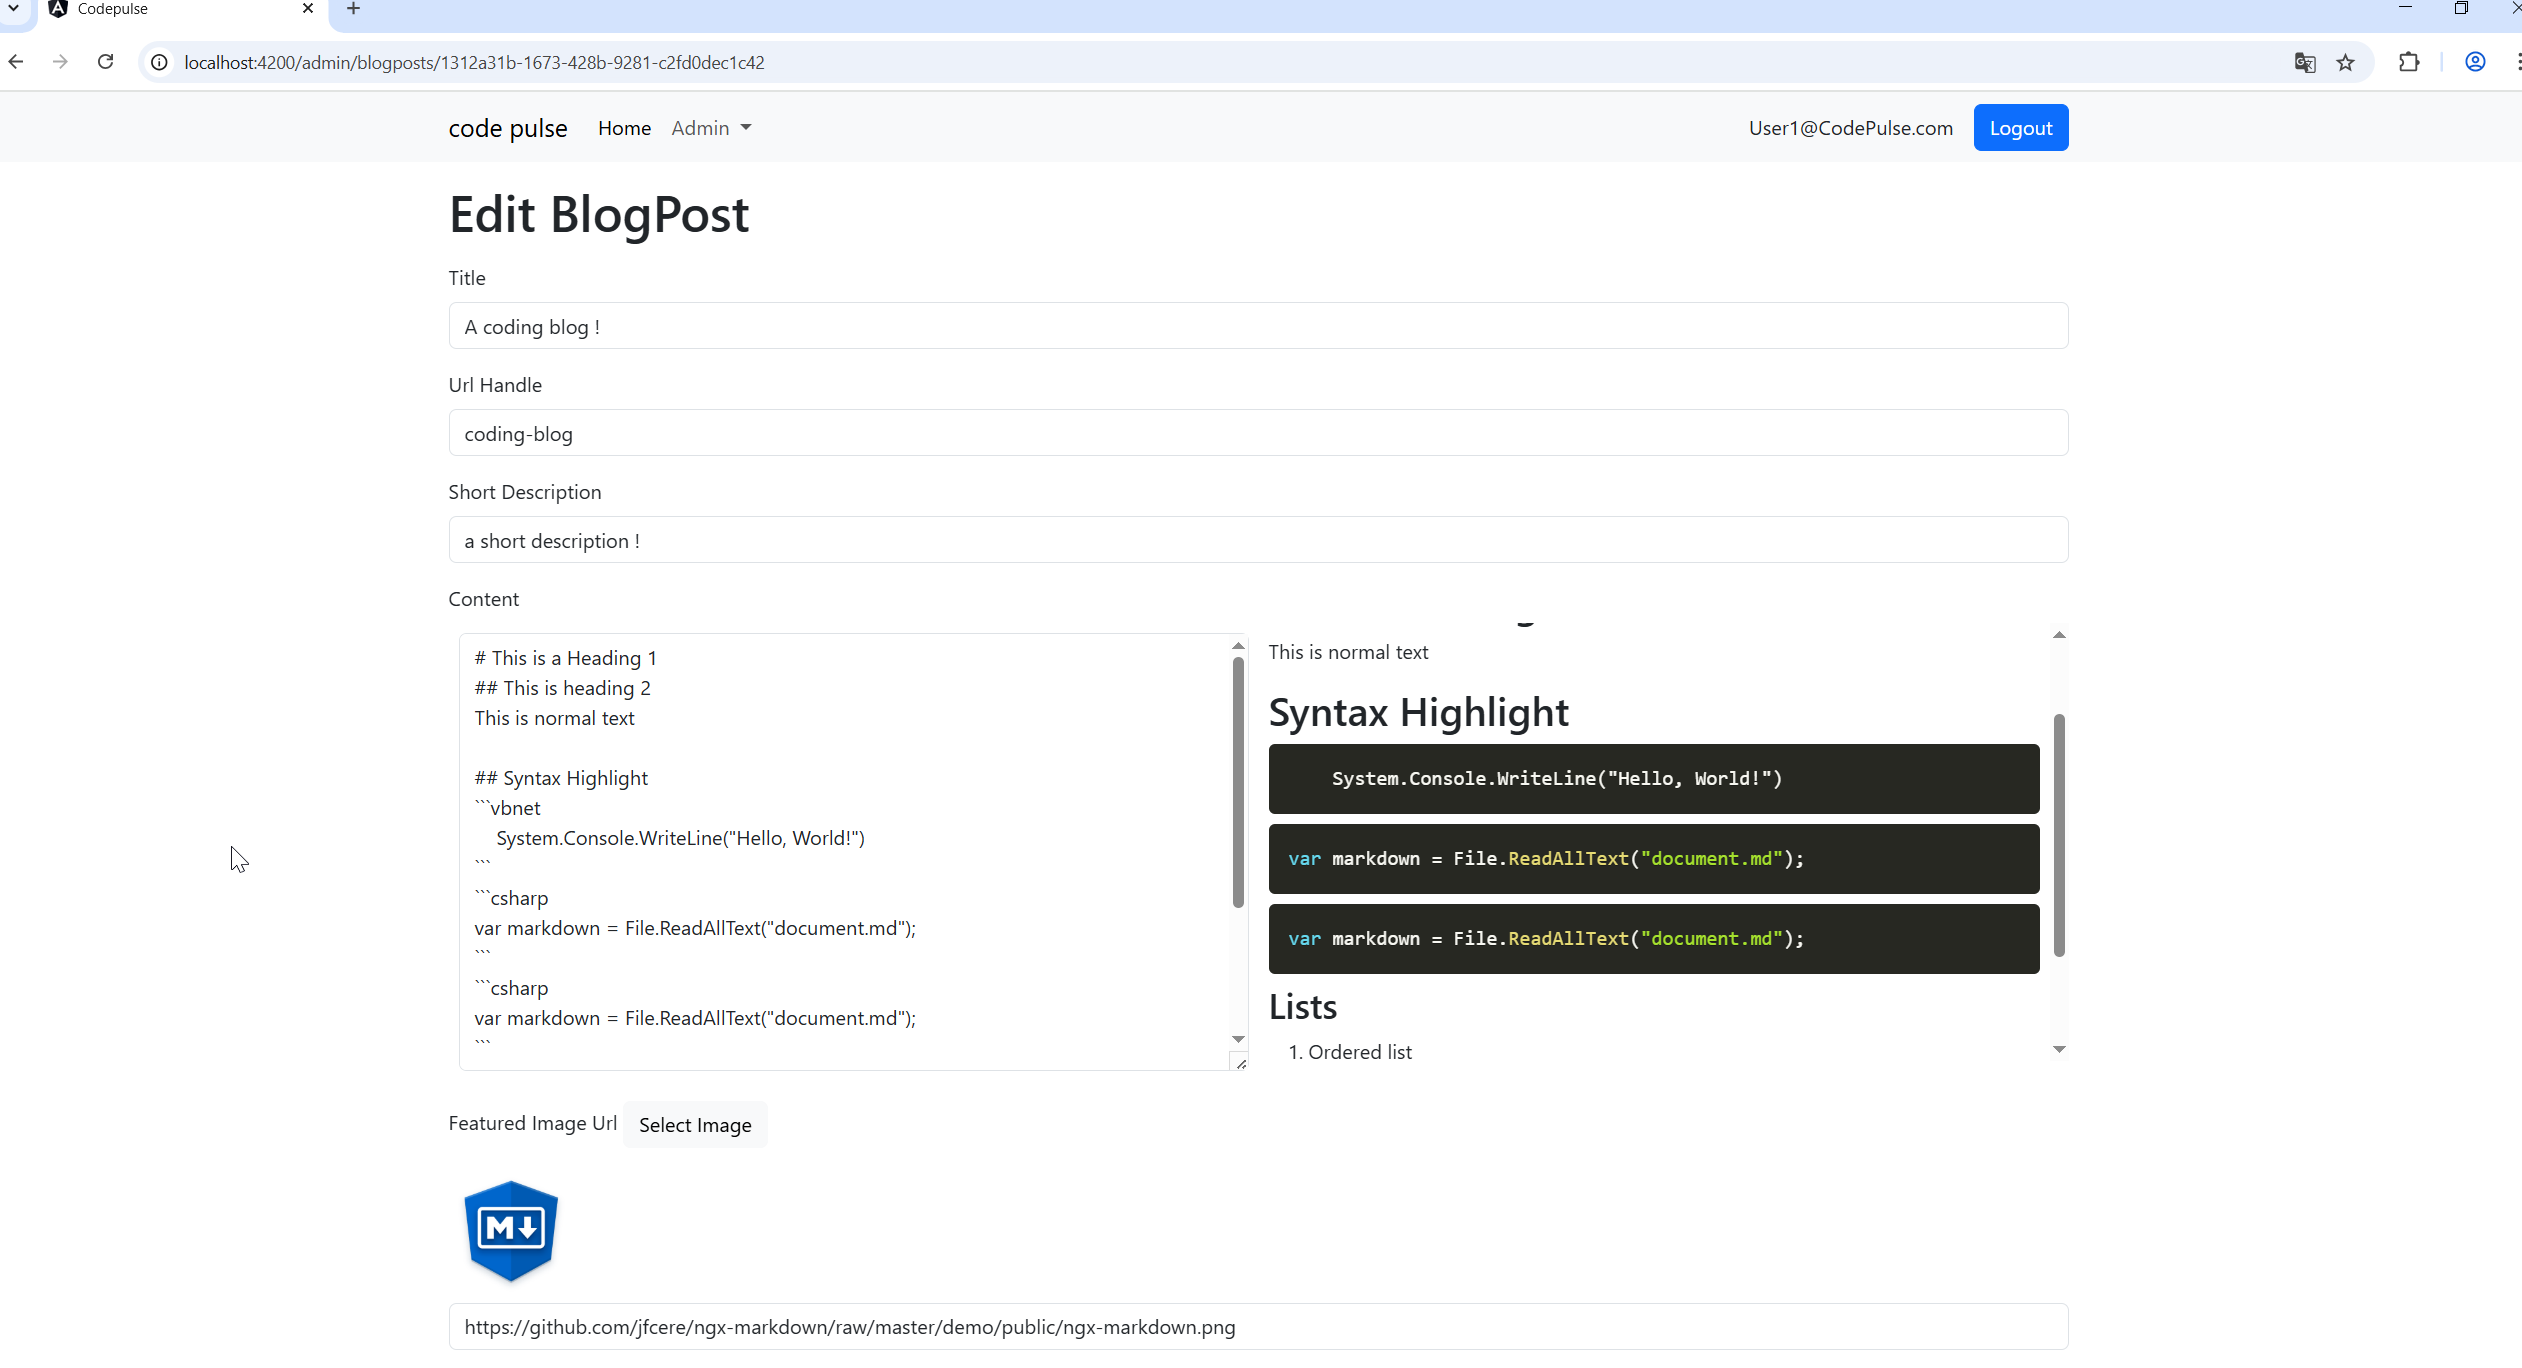 Codepulse
localhost:4200/admin/blogposts/1312a31b-1673-428b-9281-c2fd0dec1c42
code pulse Home Admin User1@CodePulse.com Logout
Edit BlogPost
Title
A coding blog !
Url Handle
coding-blog
Short Description
a short description !
Content
# This is a Heading 1
## This is heading 2
This is normal text
## Syntax Highlight
```vbnet
    System.Console.WriteLine("Hello, World!")
```
```csharp
var markdown = File.ReadAllText("document.md");
```
```csharp
var markdown = File.ReadAllText("document.md");
```
This is normal text
Syntax Highlight
    System.Console.WriteLine("Hello, World!")
var markdown = File.ReadAllText("document.md");
var markdown = File.ReadAllText("document.md");
Lists
1. Ordered list
Featured Image Url Select Image
M
https://github.com/jfcere/ngx-markdown/raw/master/demo/public/ngx-markdown.png